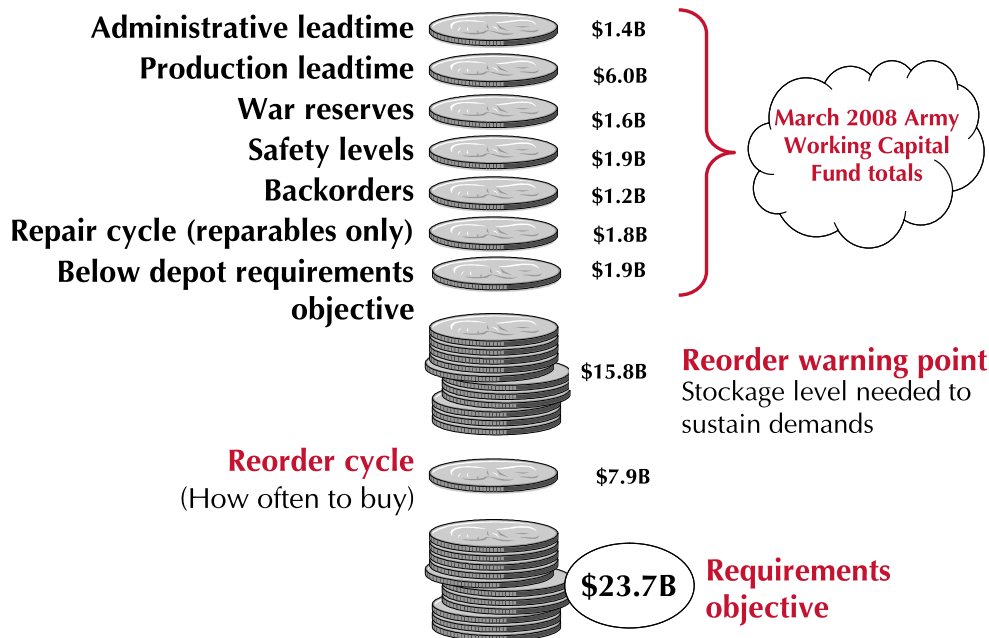 Administrative leadtime $1.4B
Production leadtime $6.0B
War reserves $1.6B
Safety levels $1.9B
Backorders $1.2B
Repair cycle (reparables only) $1.8B
Below depot requirements $1.9B
objective
March 2008 Army
Working Capital
Fund totals
$15.8B
Reorder warning point
Stockage level needed to
sustain demands
Reorder cycle
(How often to buy)
$7.9B
$23.7B
Requirements
objective